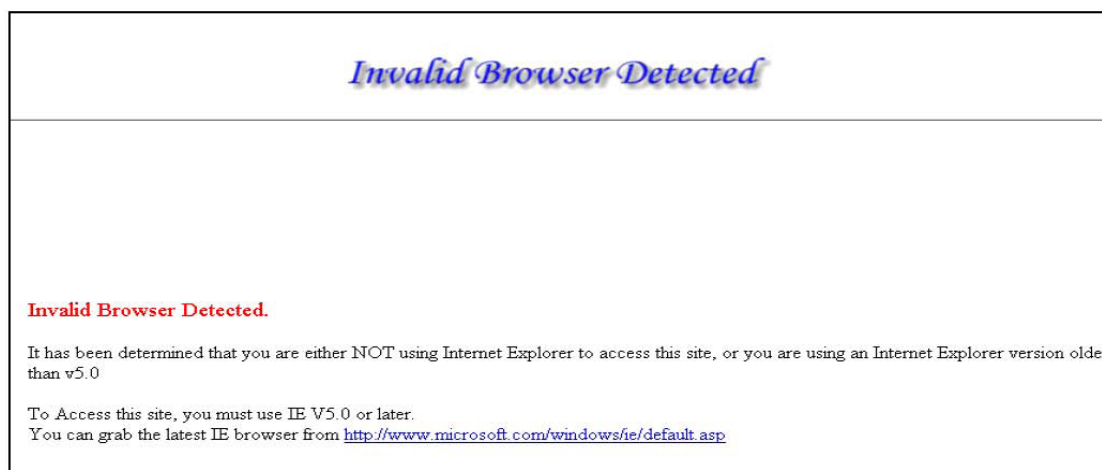 Invalid Browser Detected
Invalid Browser Detected.
It has been determined that you are either NOT using Internet Explorer to access this site, or you are using an Internet Explorer version olde
than v5.0
To Access this site, you must use IE V5.0 or later.
You can grab the latest IE browser from http://www.microsoft.com/windows/ie/default.asp